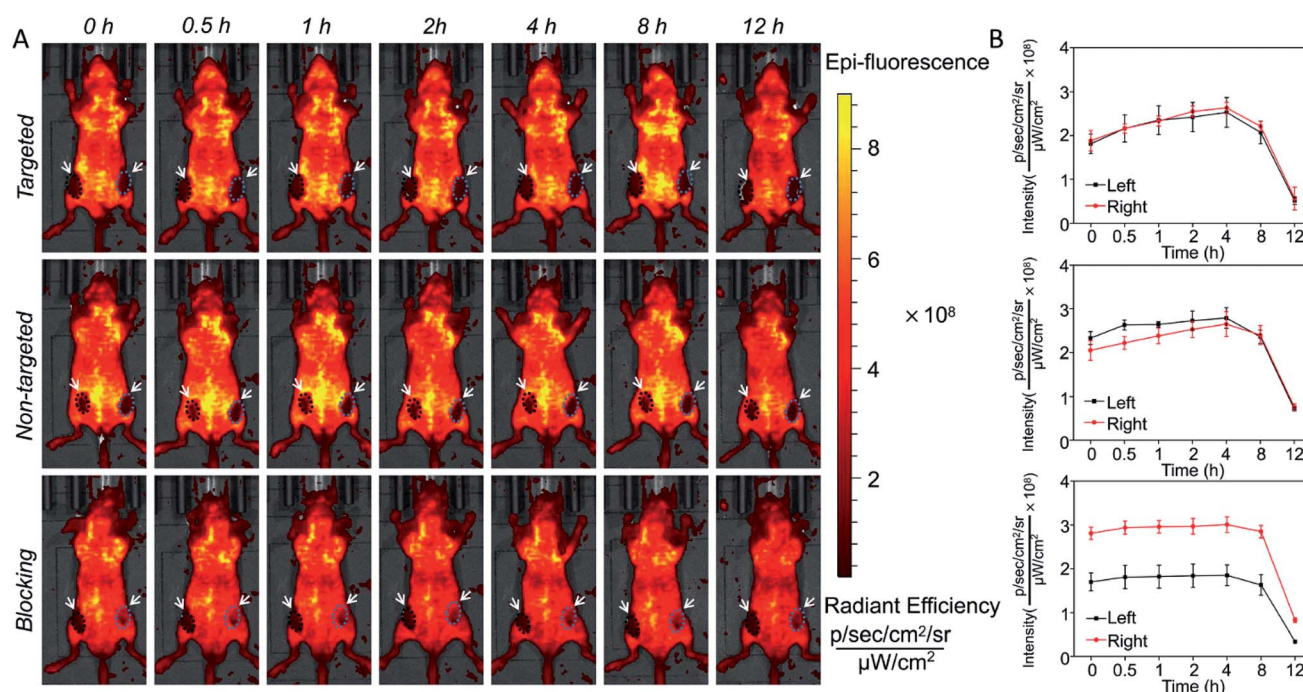 A
0 h 0.5 h 1 h 2h 4 h 8 h 12 h
Targeted
Non-targeted
Blocking
Epi-fluorescence
8
6
× 10⁸
4
2
Radiant Efficiency
p/sec/cm²/sr
µW/cm²
B
Intensity( p/sec/cm²/sr
µW/cm² × 10⁸)
4
3
2
1
0
Left
Right
0 0.5 1 2 4 8 12
Time (h)
Intensity( p/sec/cm²/sr
µW/cm² × 10⁸)
4
3
2
1
0
Left
Right
0 0.5 1 2 4 8 12
Time (h)
Intensity( p/sec/cm²/sr
µW/cm² × 10⁸)
4
3
2
1
0
Left
Right
0 0.5 1 2 4 8 12
Time (h)